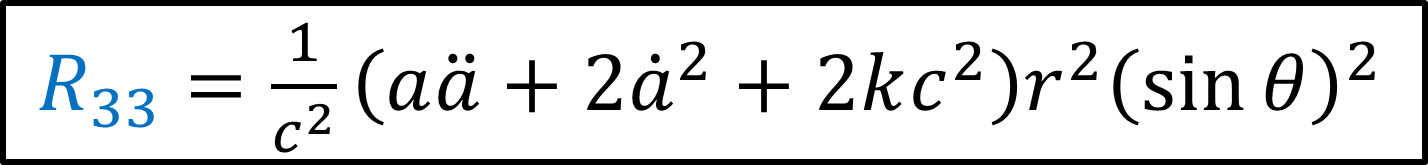 R₃₃ = 1/c² (aä + 2ȧ² + 2kc²)r²(sin θ)²